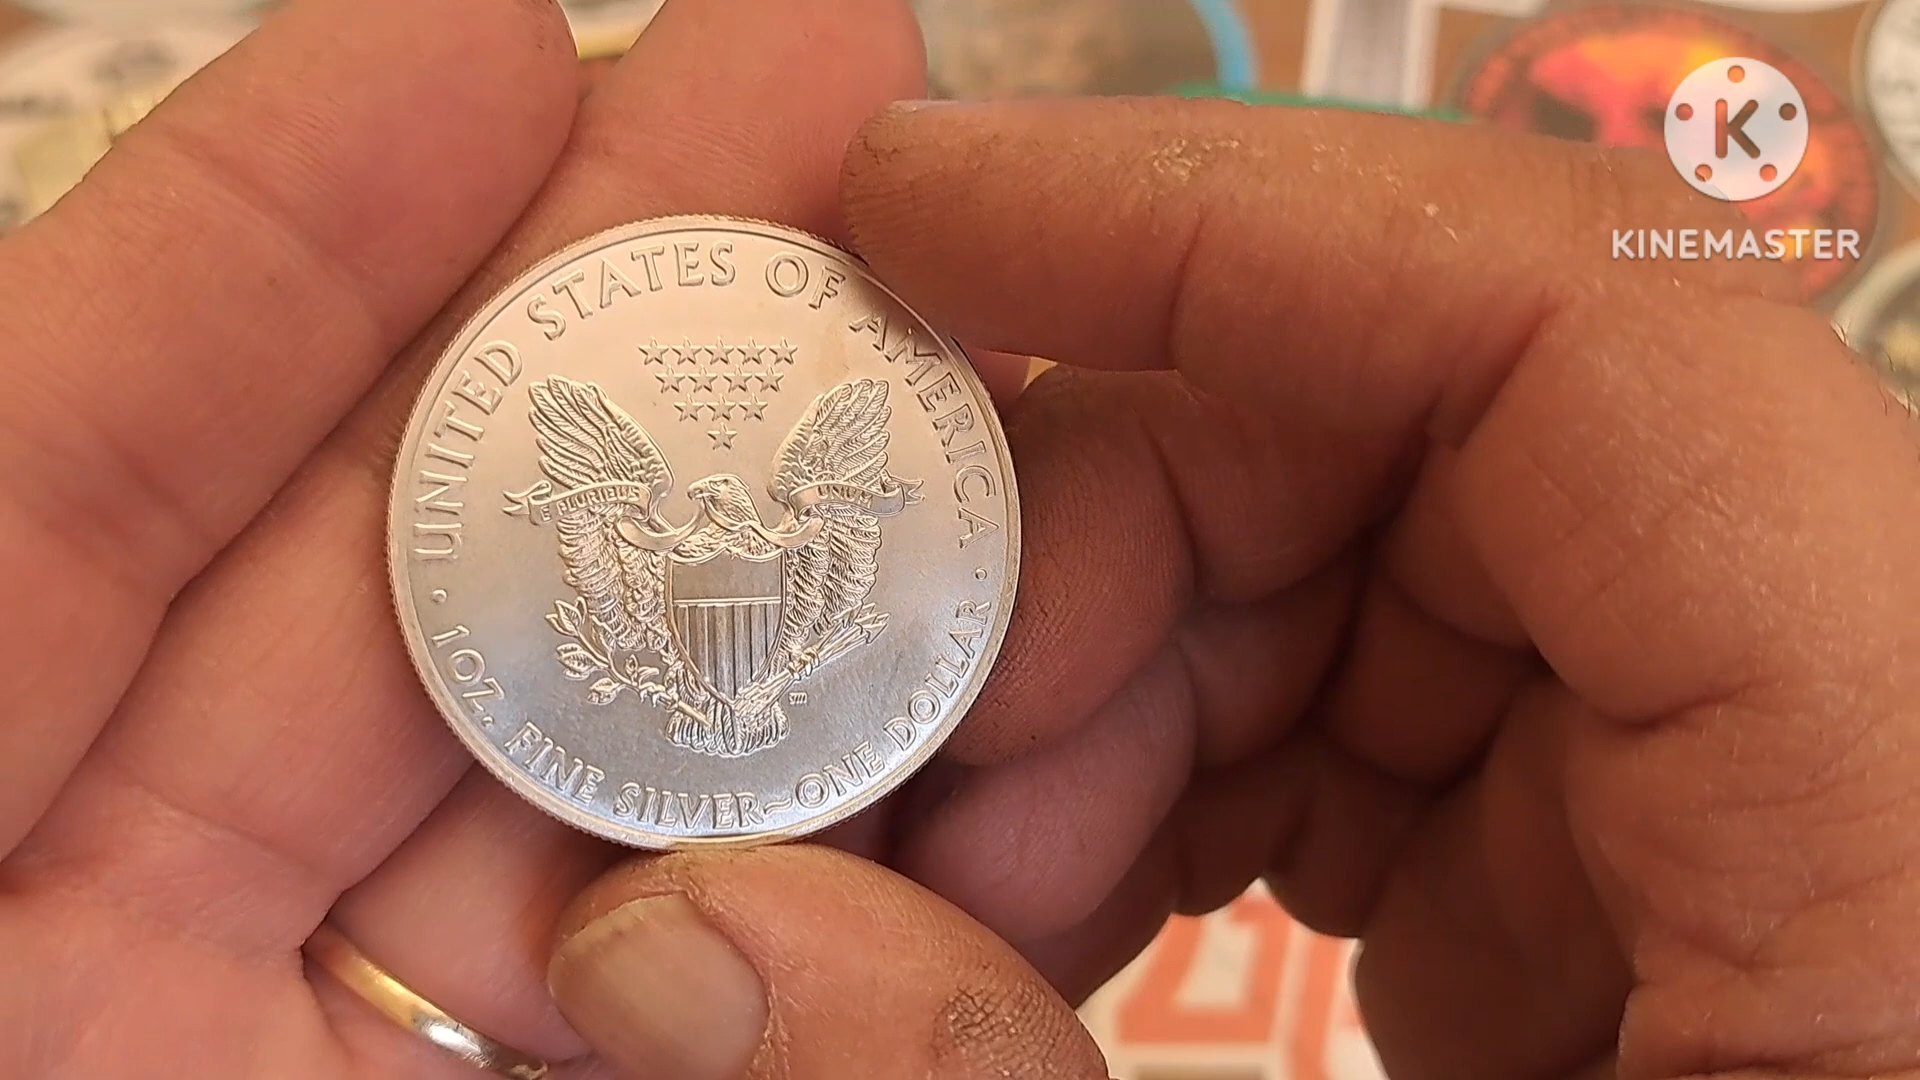 UNITED STATES OF AMERICA
E PLURIBUS UNUM
1 OZ. FINE SILVER~ONE DOLLAR
K
KINEMASTER